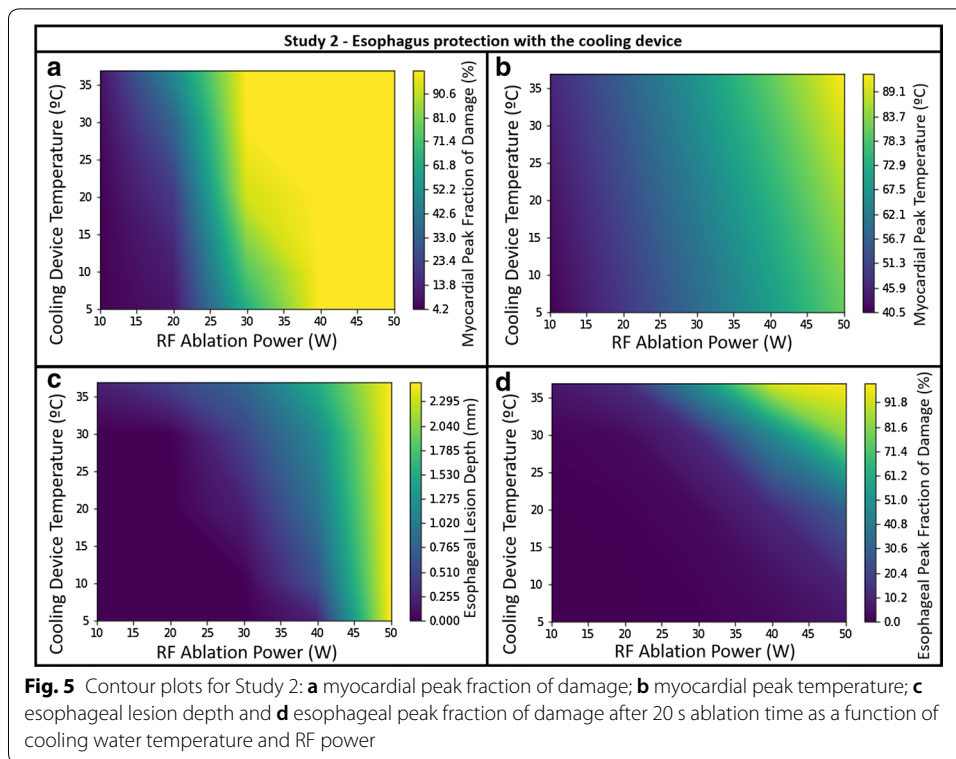 Study 2 - Esophagus protection with the cooling device
a
Cooling Device Temperature (ºC)
35
30
25
20
15
10
5
10 15 20 25 30 35 40 45 50
RF Ablation Power (W)
90.6
81.0
71.4
61.8
52.2
42.6
33.0
23.4
13.8
4.2
Myocardial Peak Fraction of Damage (%)
b
Cooling Device Temperature (ºC)
35
30
25
20
15
10
5
10 15 20 25 30 35 40 45 50
RF Ablation Power (W)
89.1
83.7
78.3
72.9
67.5
62.1
56.7
51.3
45.9
40.5
Myocardial Peak Temperature (ºC)
c
Cooling Device Temperature (ºC)
35
30
25
20
15
10
5
10 15 20 25 30 35 40 45 50
RF Ablation Power (W)
2.295
2.040
1.785
1.530
1.275
1.020
0.765
0.510
0.255
0.000
Esophageal Lesion Depth (mm)
d
Cooling Device Temperature (ºC)
35
30
25
20
15
10
5
10 15 20 25 30 35 40 45 50
RF Ablation Power (W)
91.8
81.6
71.4
61.2
51.0
40.8
30.6
20.4
10.2
0.0
Esophageal Peak Fraction of Damage (%)
Fig. 5 Contour plots for Study 2: a myocardial peak fraction of damage; b myocardial peak temperature; c
esophageal lesion depth and d esophageal peak fraction of damage after 20 s ablation time as a function of
cooling water temperature and RF power